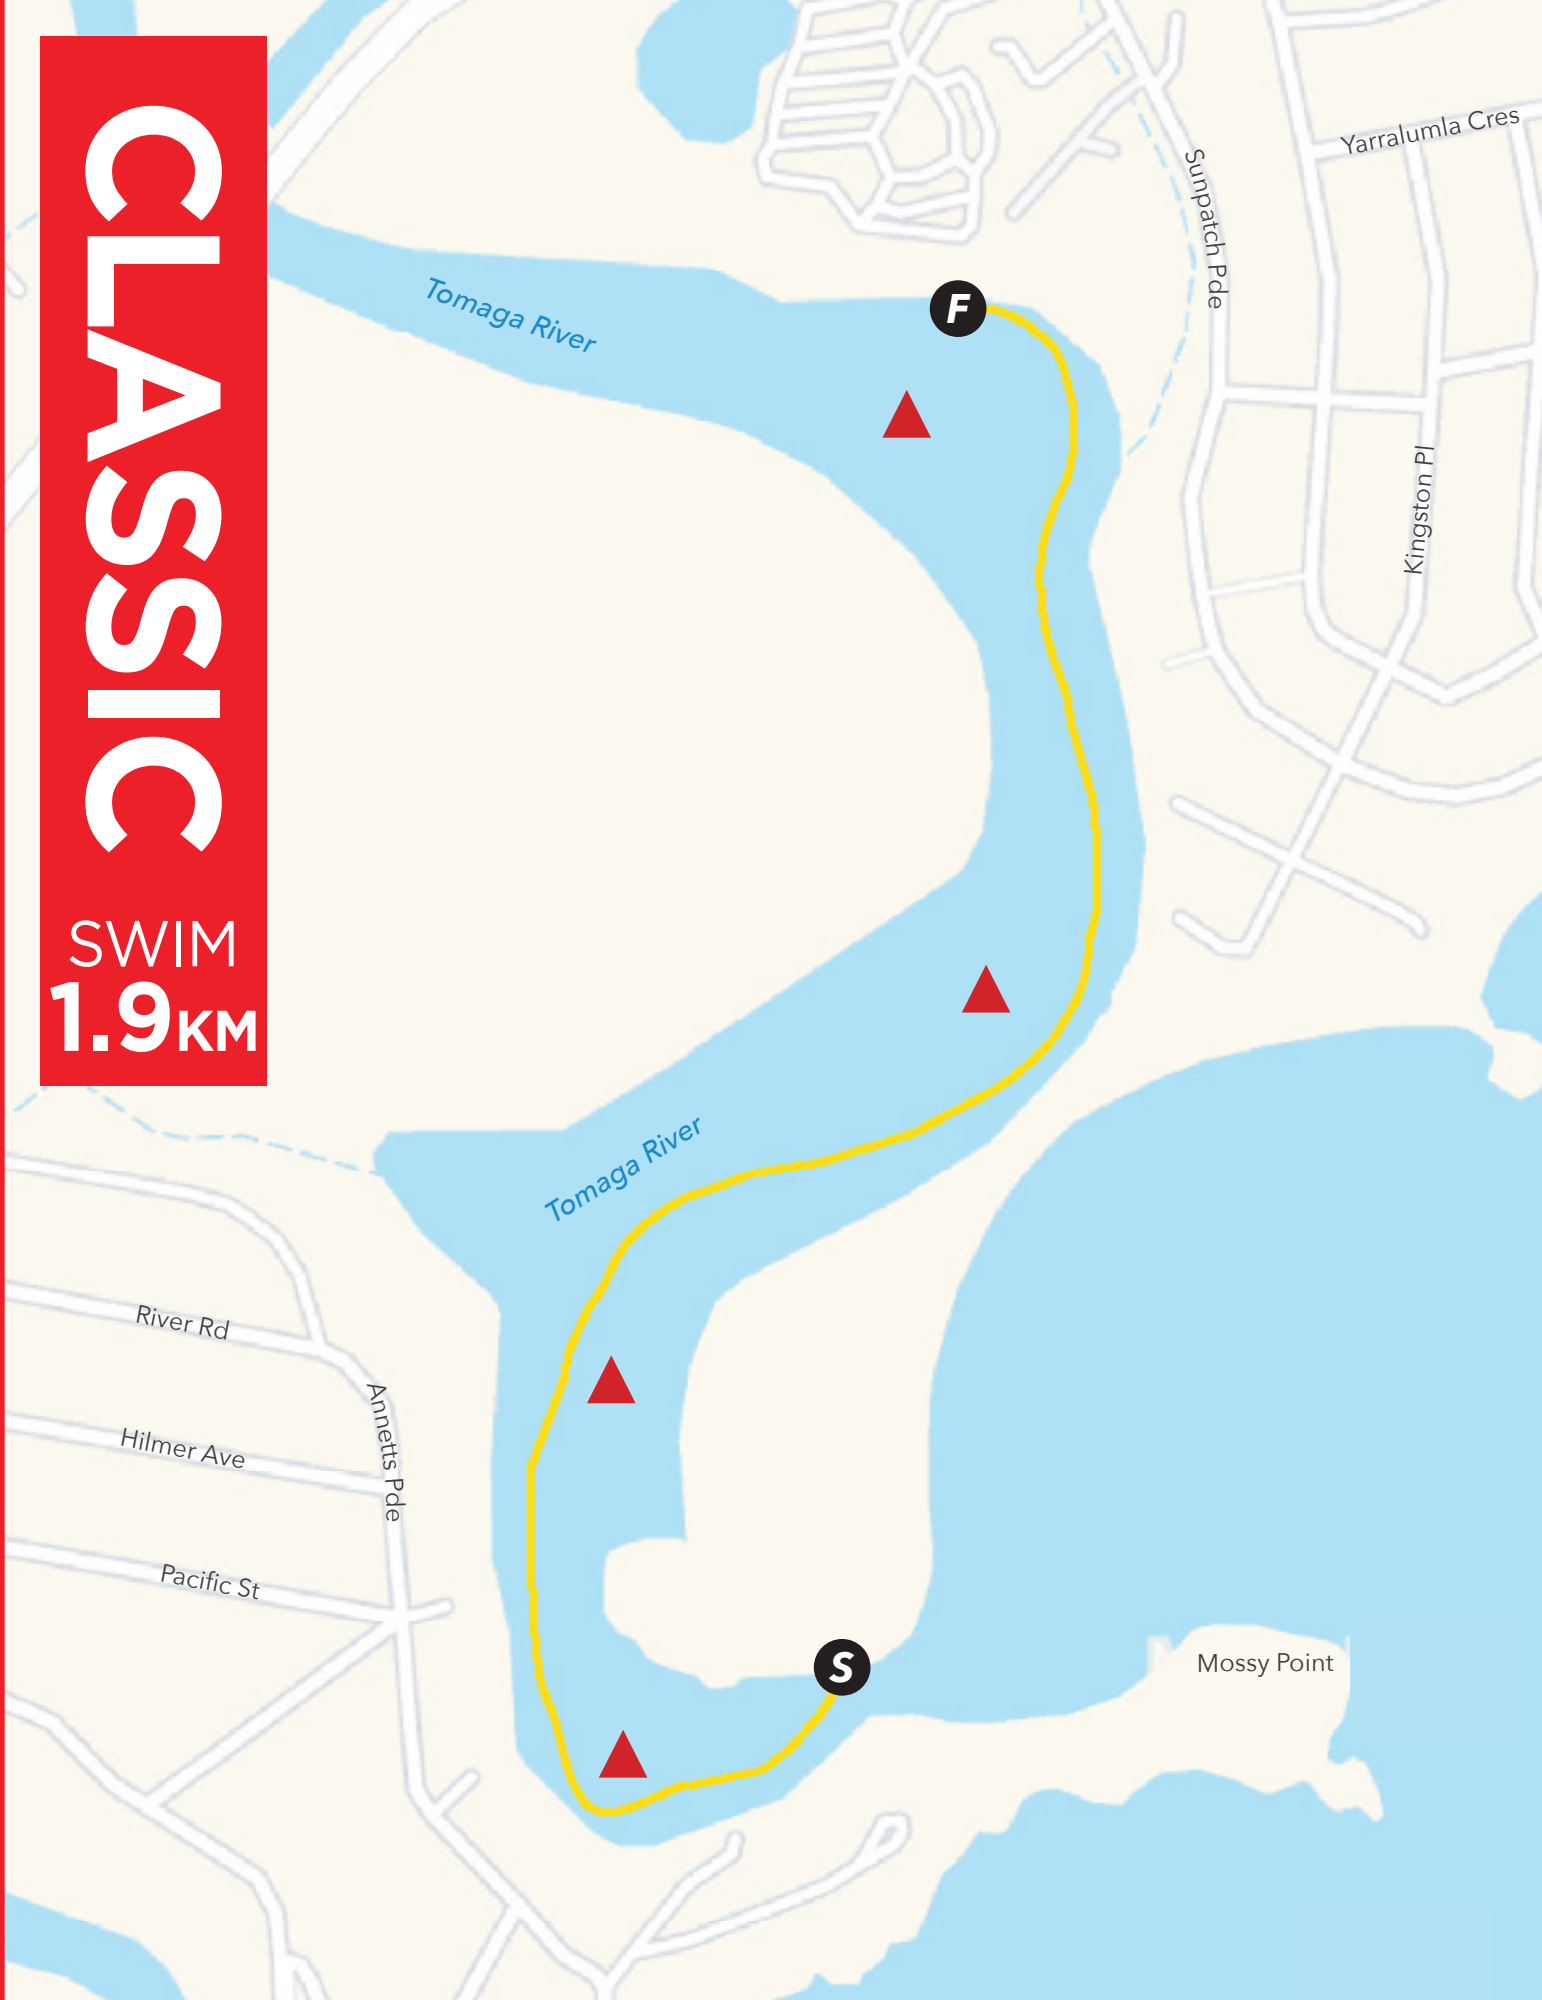 CLASSIC
SWIM
1.9KM
Yarralumla Cres
Sunpatch Pde
Tomaga River
F
Kingston Pl
Tomaga River
River Rd
Annetts Pde
Hilmer Ave
Pacific St
S
Mossy Point